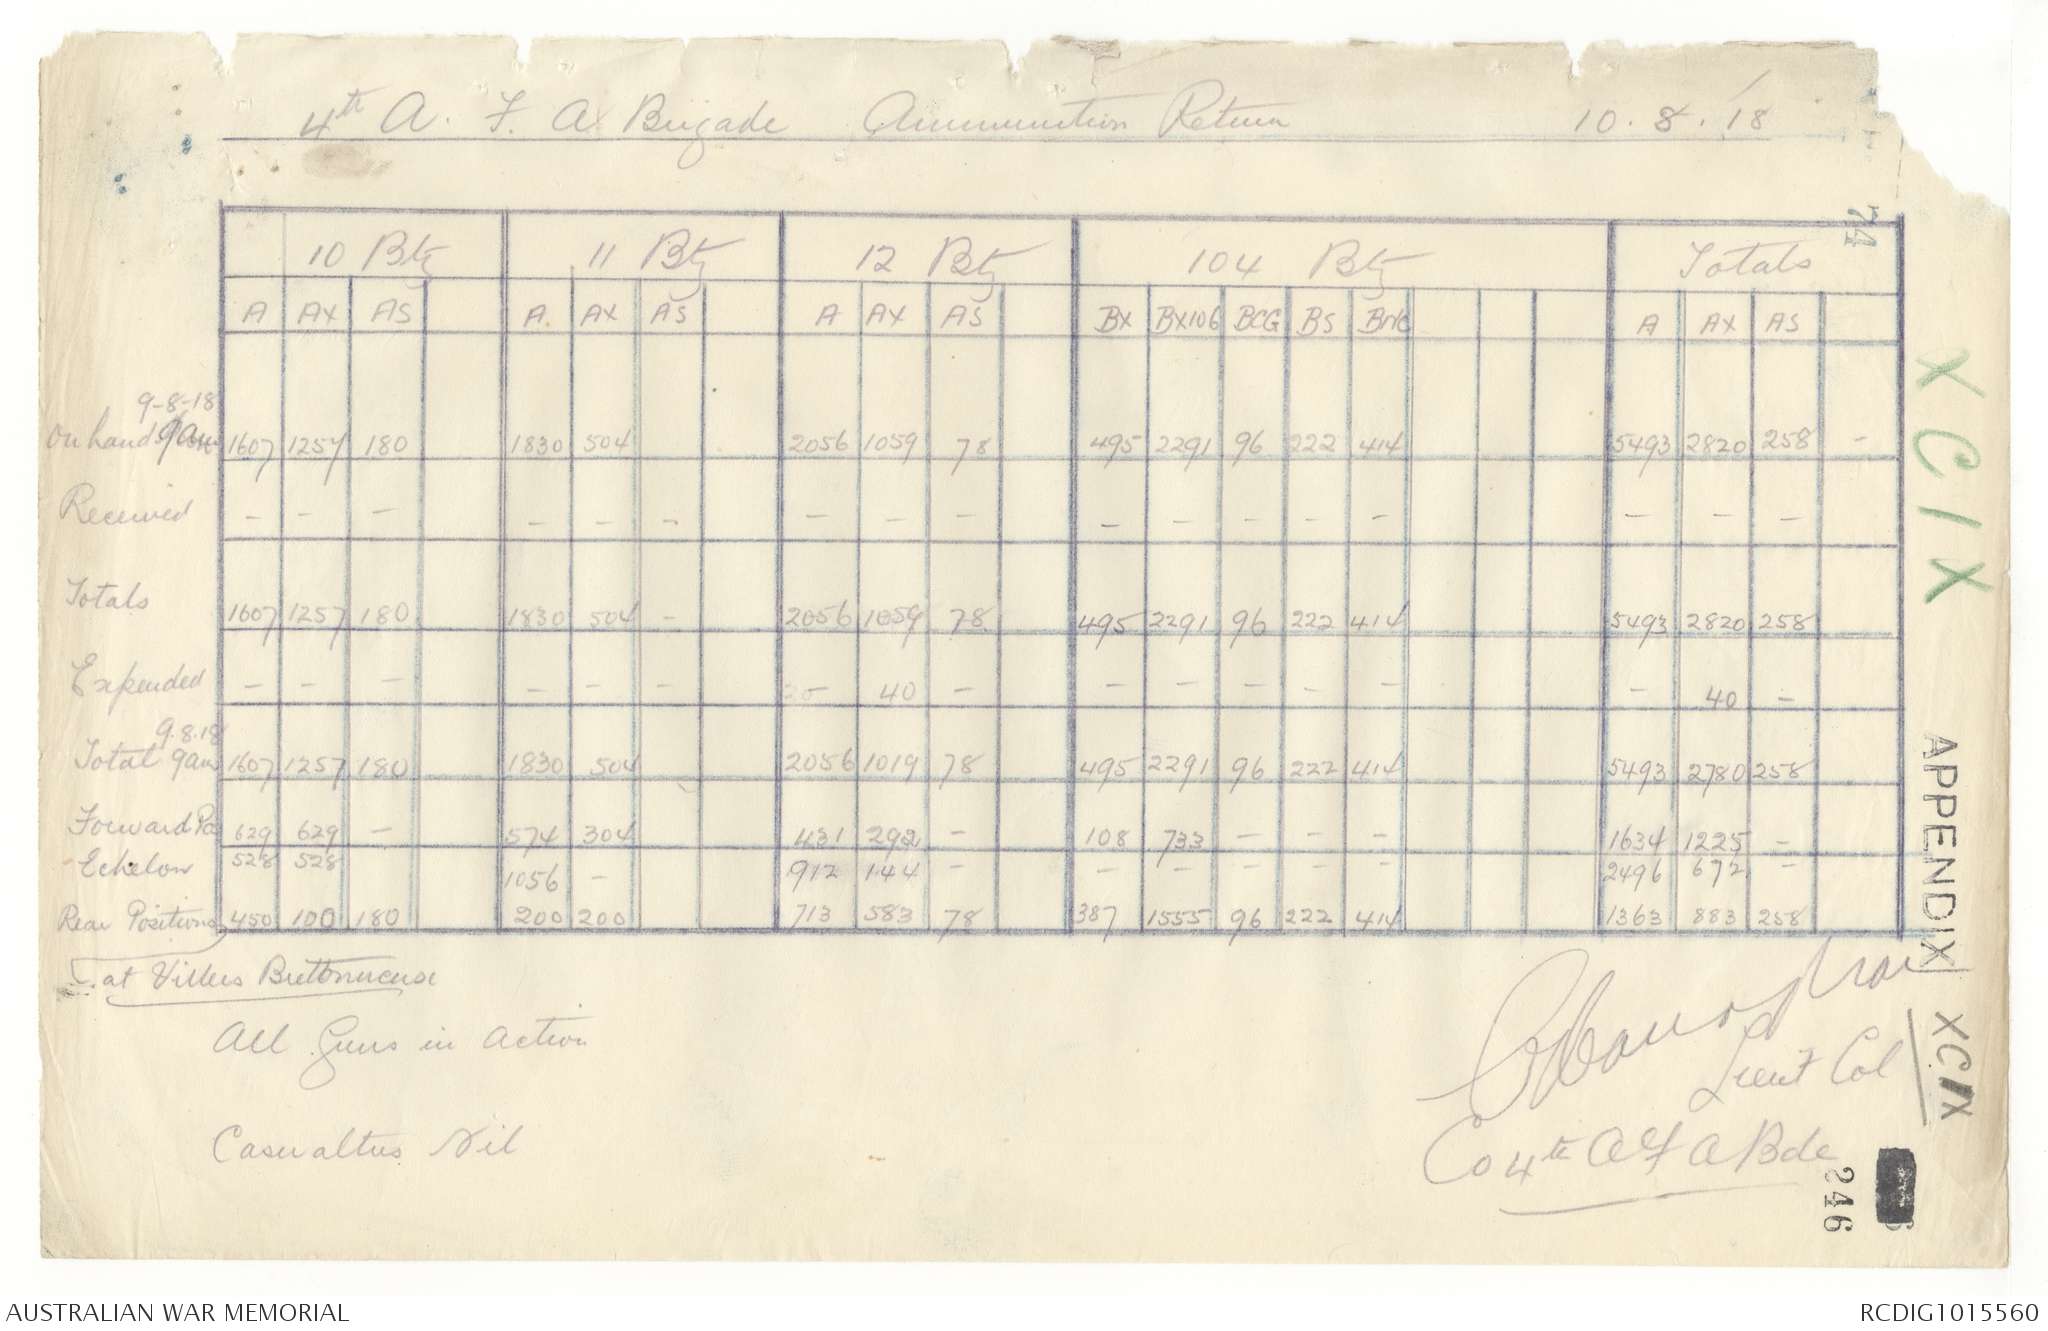 4th A. F. A Brigade Ammunition Return 10.8.18
74
10 Bty 11 Bty 12 Bty 104 Bty Totals
A AX AS A. AX AS A AX AS BX BX106 BCG BS A AX AS
9-8-18
On hand 9am 1607 1257 180 1830 504 2056 1059 78 495 2291 96 222 414 5493 2820 258 -
Received - - - - - - - - - - - - - - - - -
Totals 1607 1257 180 1830 504 - 2056 1059 78 495 2291 96 222 414 5493 2820 258
Expended - - - - - - - 40 - - - - - - - 40 -
9.8.18
Total 9am 1607 1257 180 1830 504 2056 1019 78 495 2291 96 222 414 5493 2780 258
Forward Pos 629 629 - 574 304 431 292 - 108 733 - - - 1634 1225 -
Echelon 528 528 1056 - 912 144 - - - - - - 2496 672 -
Rear Positions 450 100 180 200 200 713 583 78 387 1555 96 222 414 1363 883 258
at Villers Bretonneuse
All Guns in action
Casualties Nil
Lieut Col
Co 4th A F A Bde
XCIX
APPENDIX XCIX
246
AUSTRALIAN WAR MEMORIAL
RCDIG1015560